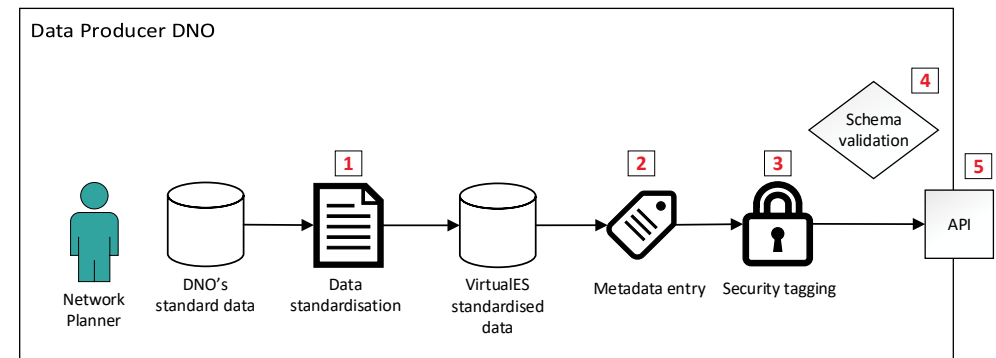 Data Producer DNO
4
Schema
validation
1
2
3
5
API
Network
Planner
DNO's
standard data
Data
standardisation
VirtualES
standardised
data
Metadata entry
Security tagging